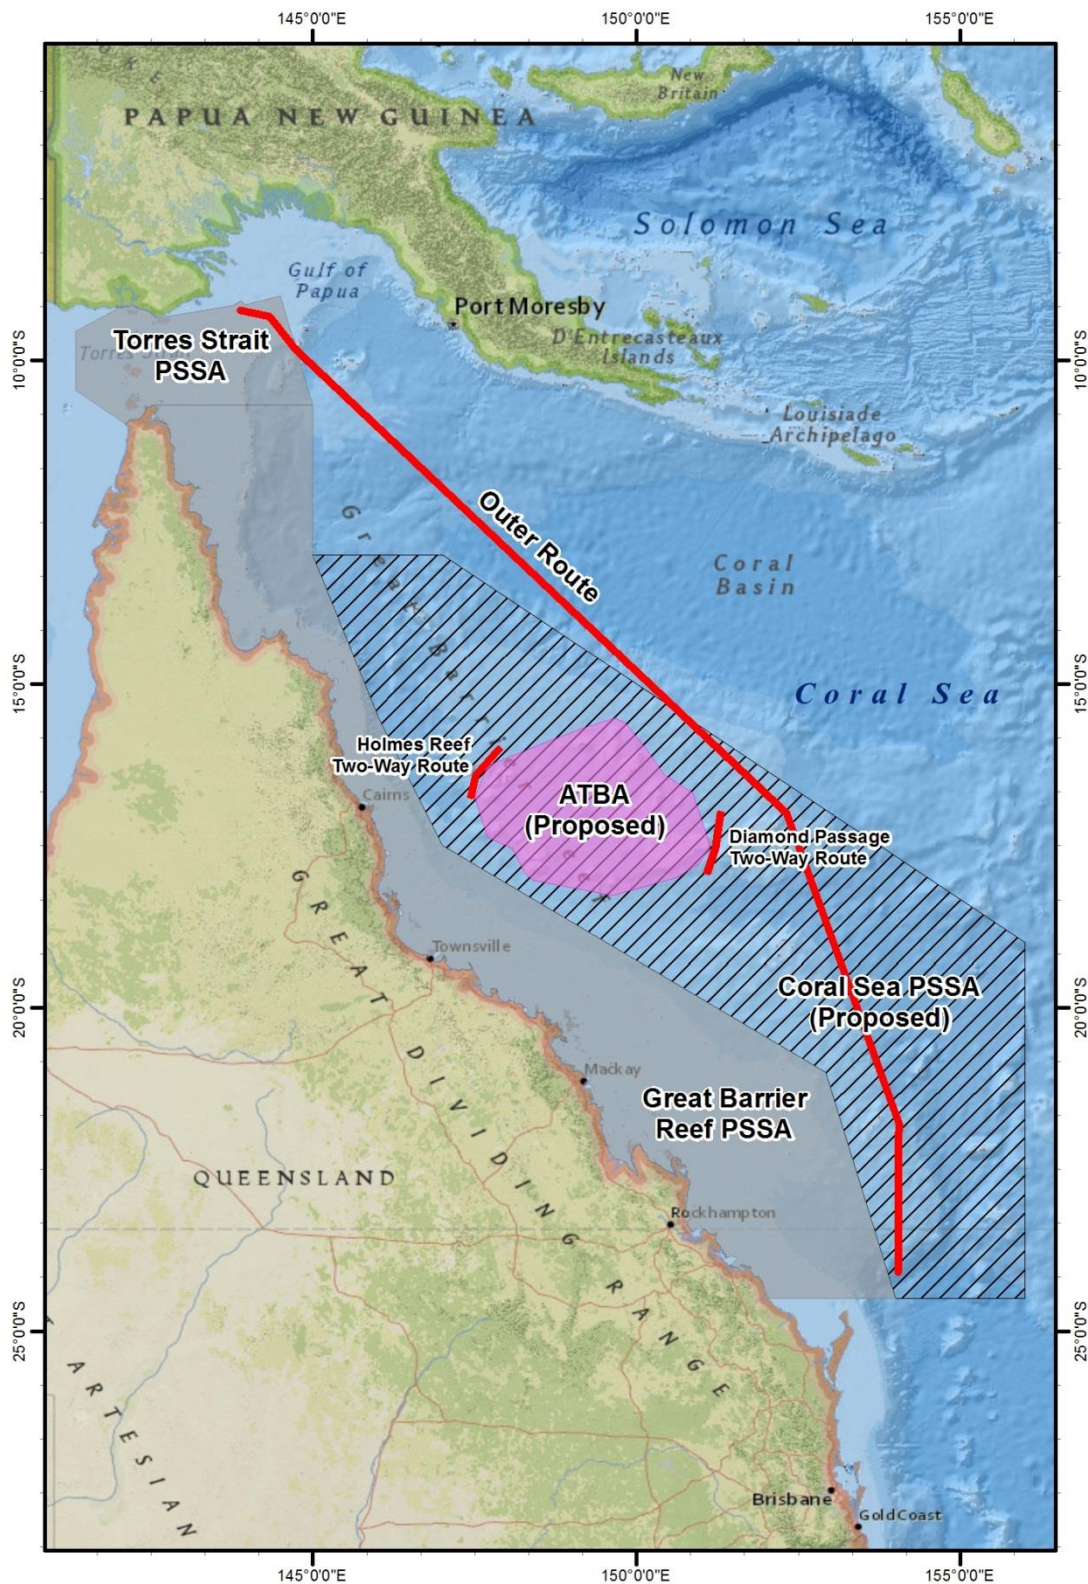 145°0'0"E
150°0'0"E
155°0'0"E
PAPUA NEW GUINEA
New
Britain
Solomon Sea
Gulf of
Papua
Port Moresby
D'Entrecasteaux
Islands
10°0'0"S
10°0'0"S
Torres Strait
PSSA
Louisiade
Archipelago
Outer Route
Coral
Basin
Great Barrier Reef
15°0'0"S
15°0'0"S
Coral Sea
Holmes Reef
Two-Way Route
Cairns
ATBA
(Proposed)
Diamond Passage
Two-Way Route
Townsville
Coral Sea PSSA
(Proposed)
20°0'0"S
20°0'0"S
GREAT DIVIDING RANGE
Mackay
Great Barrier
Reef PSSA
QUEENSLAND
Rockhampton
25°0'0"S
25°0'0"S
ARTESIAN
Brisbane
Gold Coast
145°0'0"E
150°0'0"E
155°0'0"E